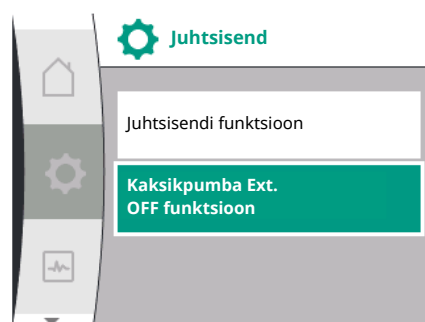 Juhtsisend
Juhtsisendi funktsioon
Kaksikpumba Ext.
OFF funktsioon